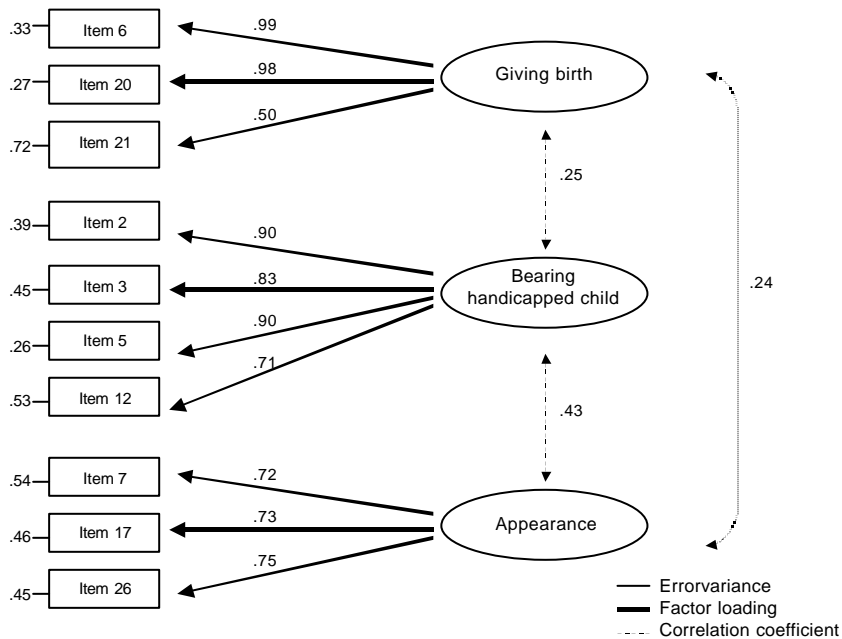 .33
Item 6
.99
.27
Item 20
.98
Giving birth
.72
Item 21
.50
.25
.39
Item 2
.90
.45
Item 3
.83
Bearing
handicapped child
.24
.26
Item 5
.90
.53
Item 12
.71
.43
.54
Item 7
.72
.46
Item 17
.73
Appearance
.45
Item 26
.75
Errorvariance
Factor loading
Correlation coefficient